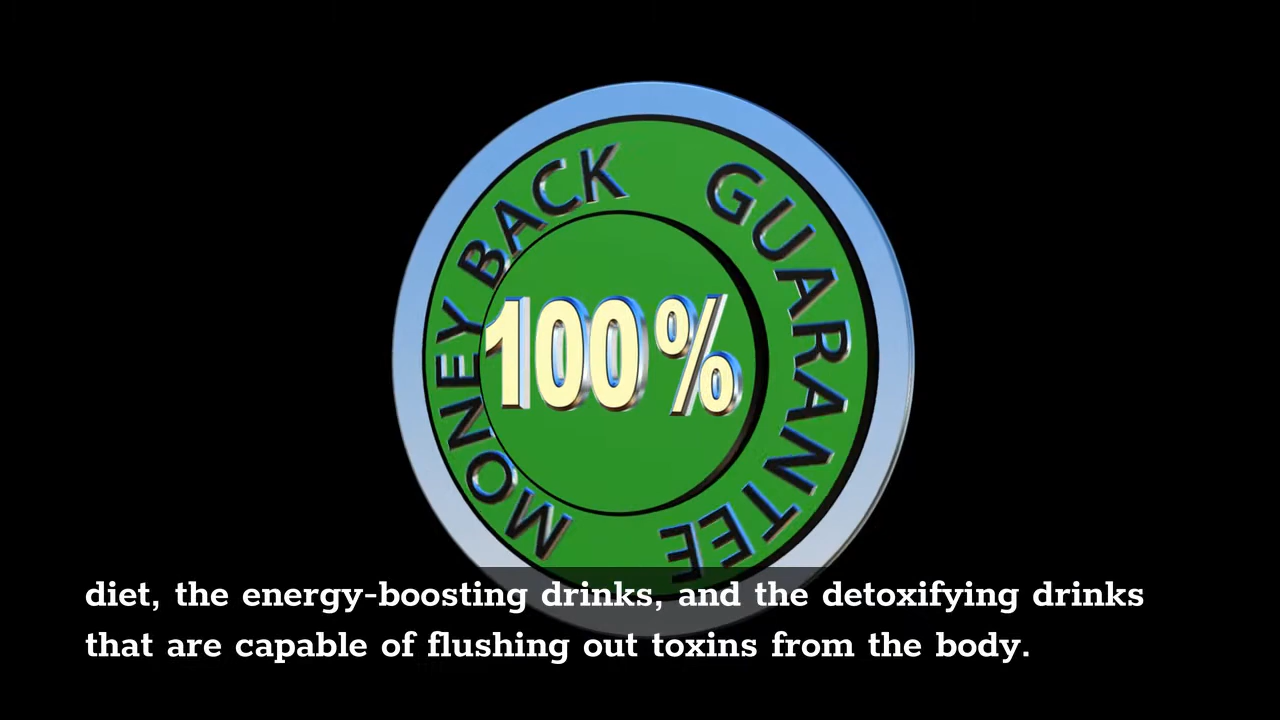 MONEY BACK GUARANTEE
100%
diet, the energy-boosting drinks, and the detoxifying drinks
that are capable of flushing out toxins from the body.